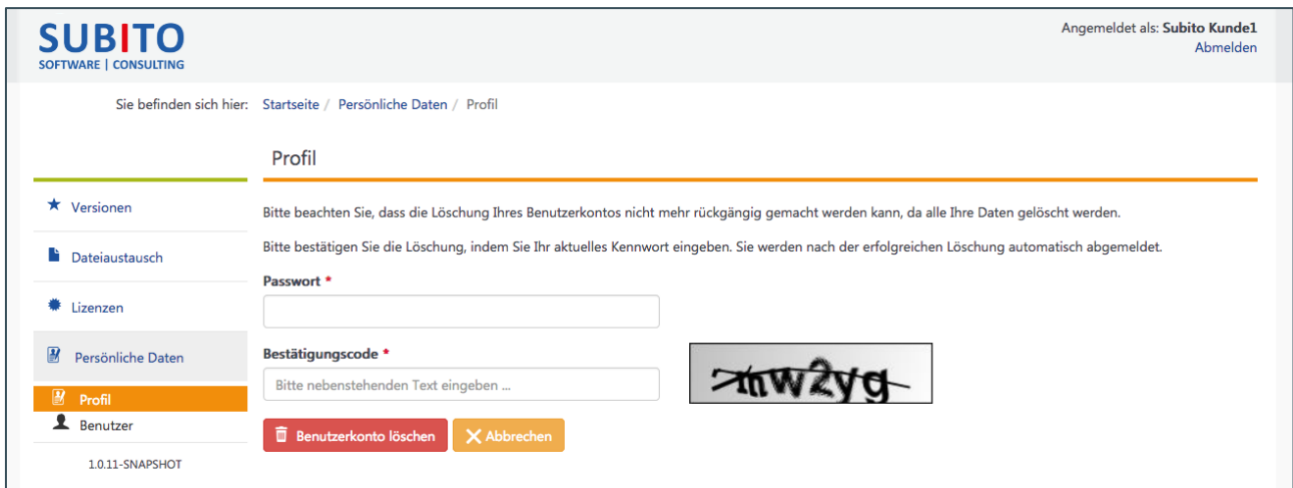 SUBITO
SOFTWARE | CONSULTING
Angemeldet als: Subito Kunde1
Abmelden
Sie befinden sich hier: Startseite / Persönliche Daten / Profil
Profil
Versionen
Dateiaustausch
Lizenzen
Persönliche Daten
Profil
Benutzer
1.0.11-SNAPSHOT
Bitte beachten Sie, dass die Löschung Ihres Benutzerkontos nicht mehr rückgängig gemacht werden kann, da alle Ihre Daten gelöscht werden.
Bitte bestätigen Sie die Löschung, indem Sie Ihr aktuelles Kennwort eingeben. Sie werden nach der erfolgreichen Löschung automatisch abgemeldet.
Passwort *
Bestätigungscode *
Bitte nebenstehenden Text eingeben ...
Benutzerkonto löschen
Abbrechen